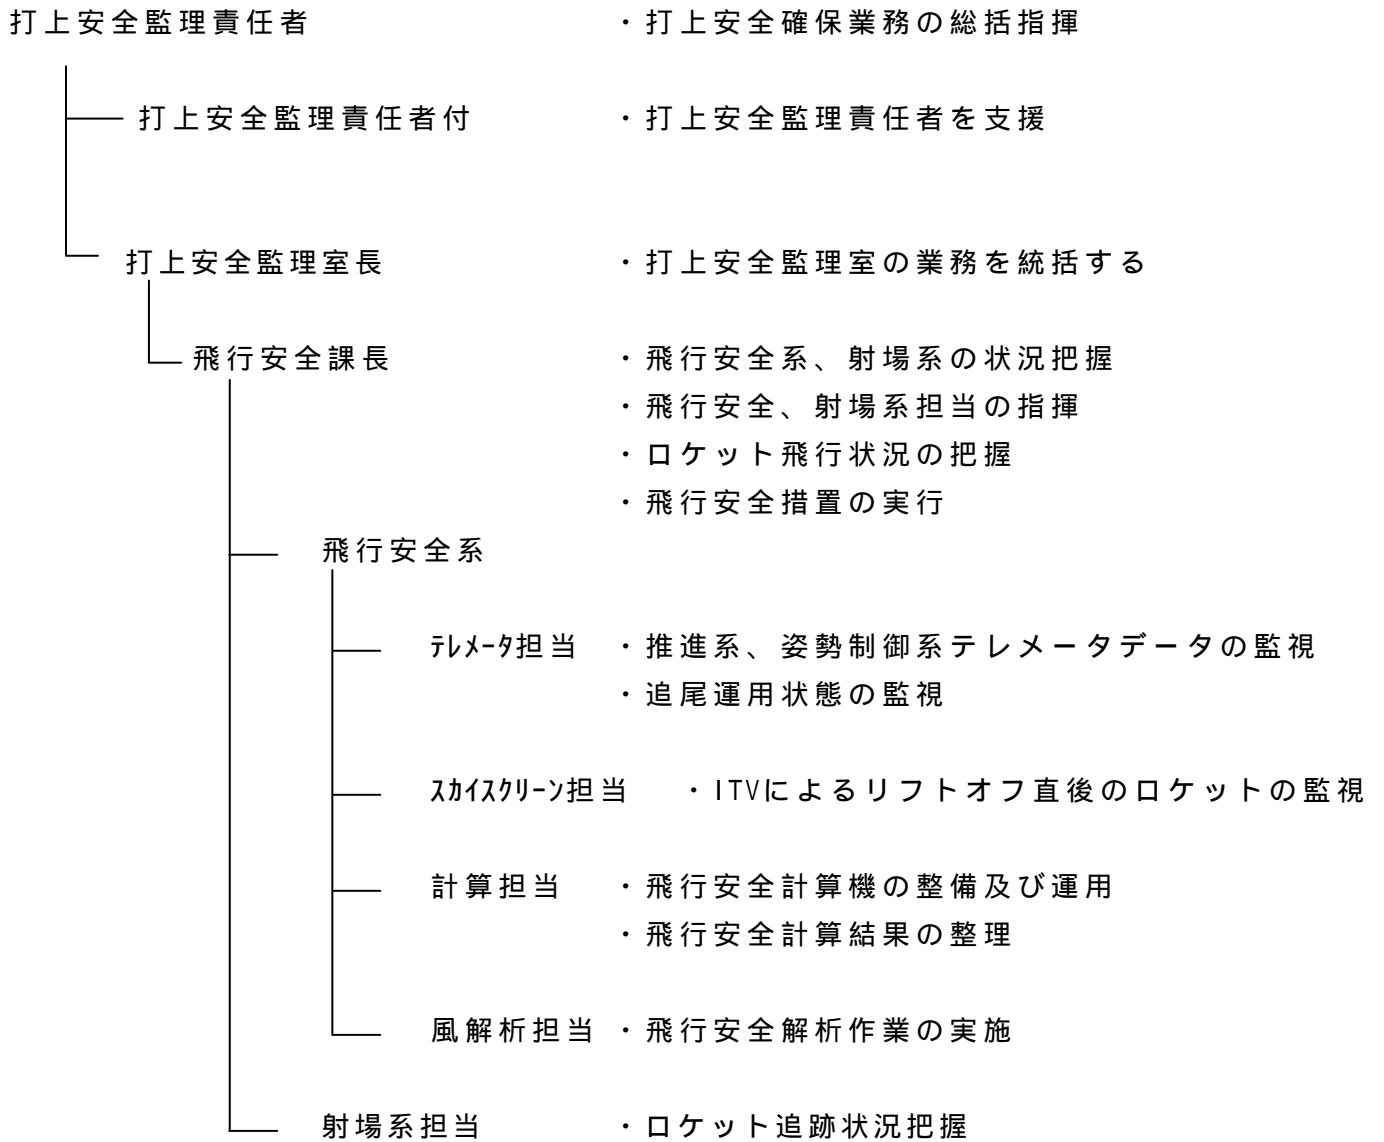 打上安全監理責任者 ・打上安全確保業務の総括指揮
打上安全監理責任者付 ・打上安全監理責任者を支援
打上安全監理室長 ・打上安全監理室の業務を統括する
飛行安全課長 ・飛行安全系、射場系の状況把握
・飛行安全、射場系担当の指揮
・ロケット飛行状況の把握
・飛行安全措置の実行
飛行安全系
ﾃﾚﾒｰﾀ担当 ・推進系、姿勢制御系テレメータデータの監視
・追尾運用状態の監視
ｽｶｲｽｸﾘｰﾝ担当 ・ITVによるリフトオフ直後のロケットの監視
計算担当 ・飛行安全計算機の整備及び運用
・飛行安全計算結果の整理
風解析担当 ・飛行安全解析作業の実施
射場系担当 ・ロケット追跡状況把握